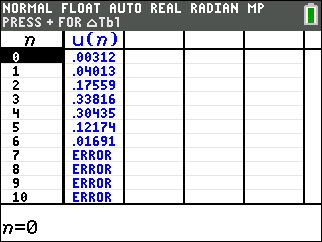 NORMAL FLOAT AUTO REAL RADIAN MP
PRESS + FOR △Tbl
n u(n)
0 .00312
1 .04013
2 .17559
3 .33816
4 .30435
5 .12174
6 .01691
7 ERROR
8 ERROR
9 ERROR
10 ERROR
n=0